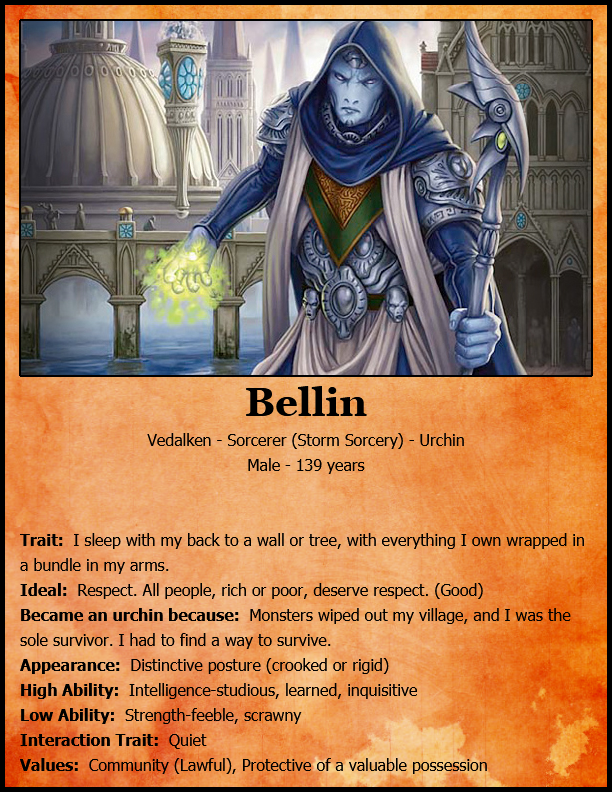 Bellin
Vedalken - Sorcerer (Storm Sorcery) - Urchin
Male - 139 years
Trait:  I sleep with my back to a wall or tree, with everything I own wrapped in
a bundle in my arms.
Ideal:  Respect. All people, rich or poor, deserve respect. (Good)
Became an urchin because:  Monsters wiped out my village, and I was the
sole survivor. I had to find a way to survive.
Appearance:  Distinctive posture (crooked or rigid)
High Ability:  Intelligence-studious, learned, inquisitive
Low Ability:  Strength-feeble, scrawny
Interaction Trait:  Quiet
Values:  Community (Lawful), Protective of a valuable possession